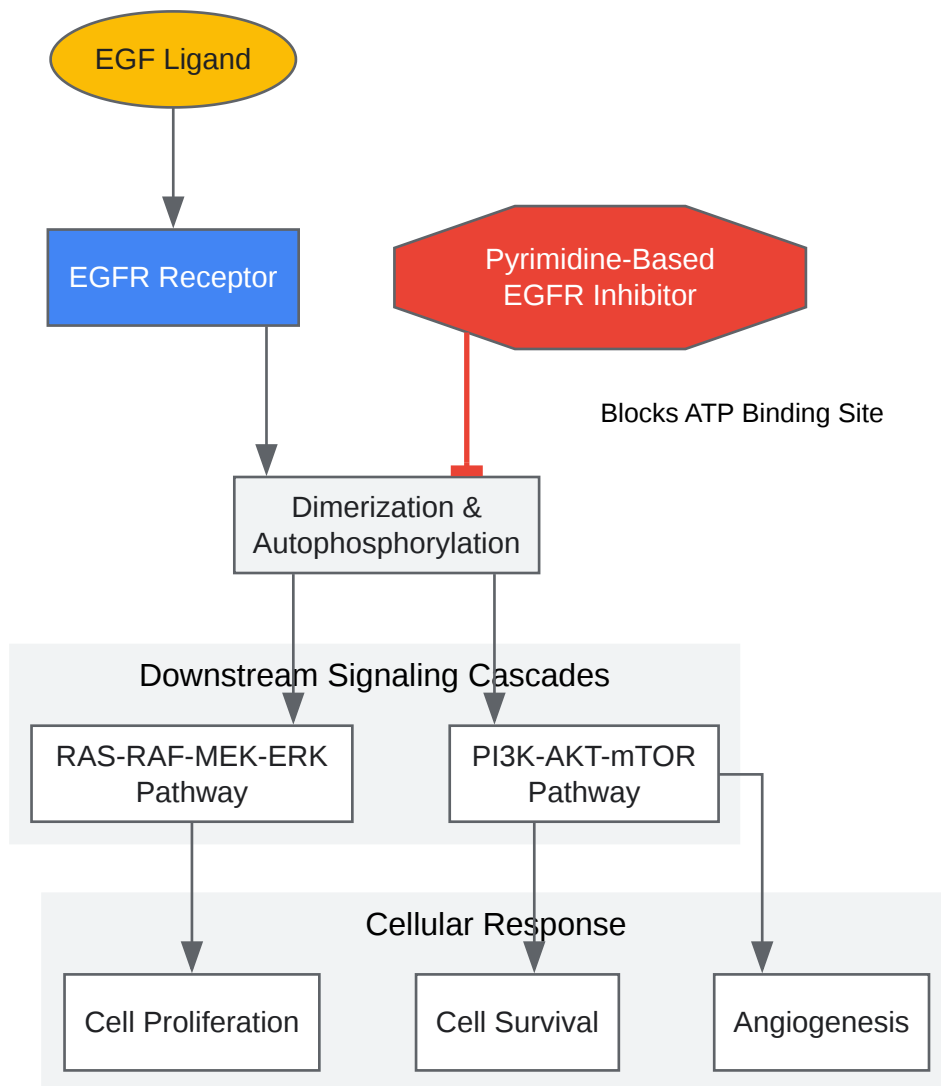 EGF Ligand
EGFR Receptor
Pyrimidine-Based
EGFR Inhibitor
Blocks ATP Binding Site
Dimerization &
Autophosphorylation
Downstream Signaling Cascades
RAS-RAF-MEK-ERK
Pathway
PI3K-AKT-mTOR
Pathway
Cellular Response
Cell Proliferation
Cell Survival
Angiogenesis